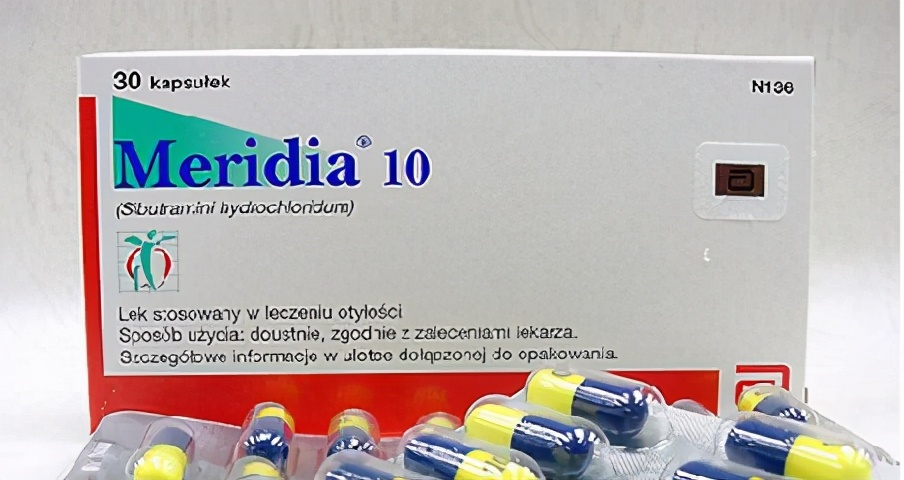 30 kapsułek
N136
Meridia® 10
(Sibutramini hydrochloridum)
Lek stosowany w leczeniu otyłości
Sposób użycia: doustnie, zgodnie z zaleceniami lekarza.
Szczegółowe informacje w ulotce dołączonej do opakowania